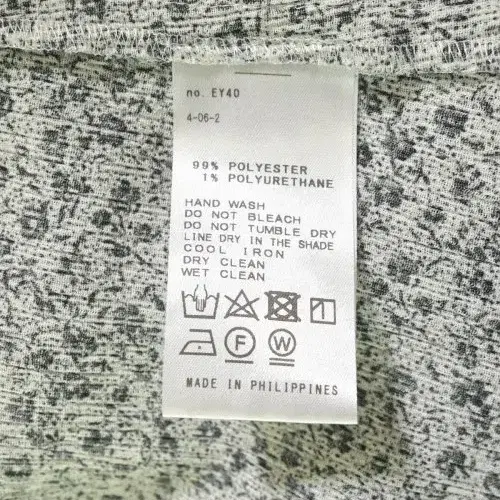 no. EY40
4-06-2
99% POLYESTER
1% POLYURETHANE
HAND WASH
DO NOT BLEACH
DO NOT TUMBLE DRY
LINE DRY IN THE SHADE
COOL IRON
DRY CLEAN
WET CLEAN
F W
MADE IN PHILIPPINES